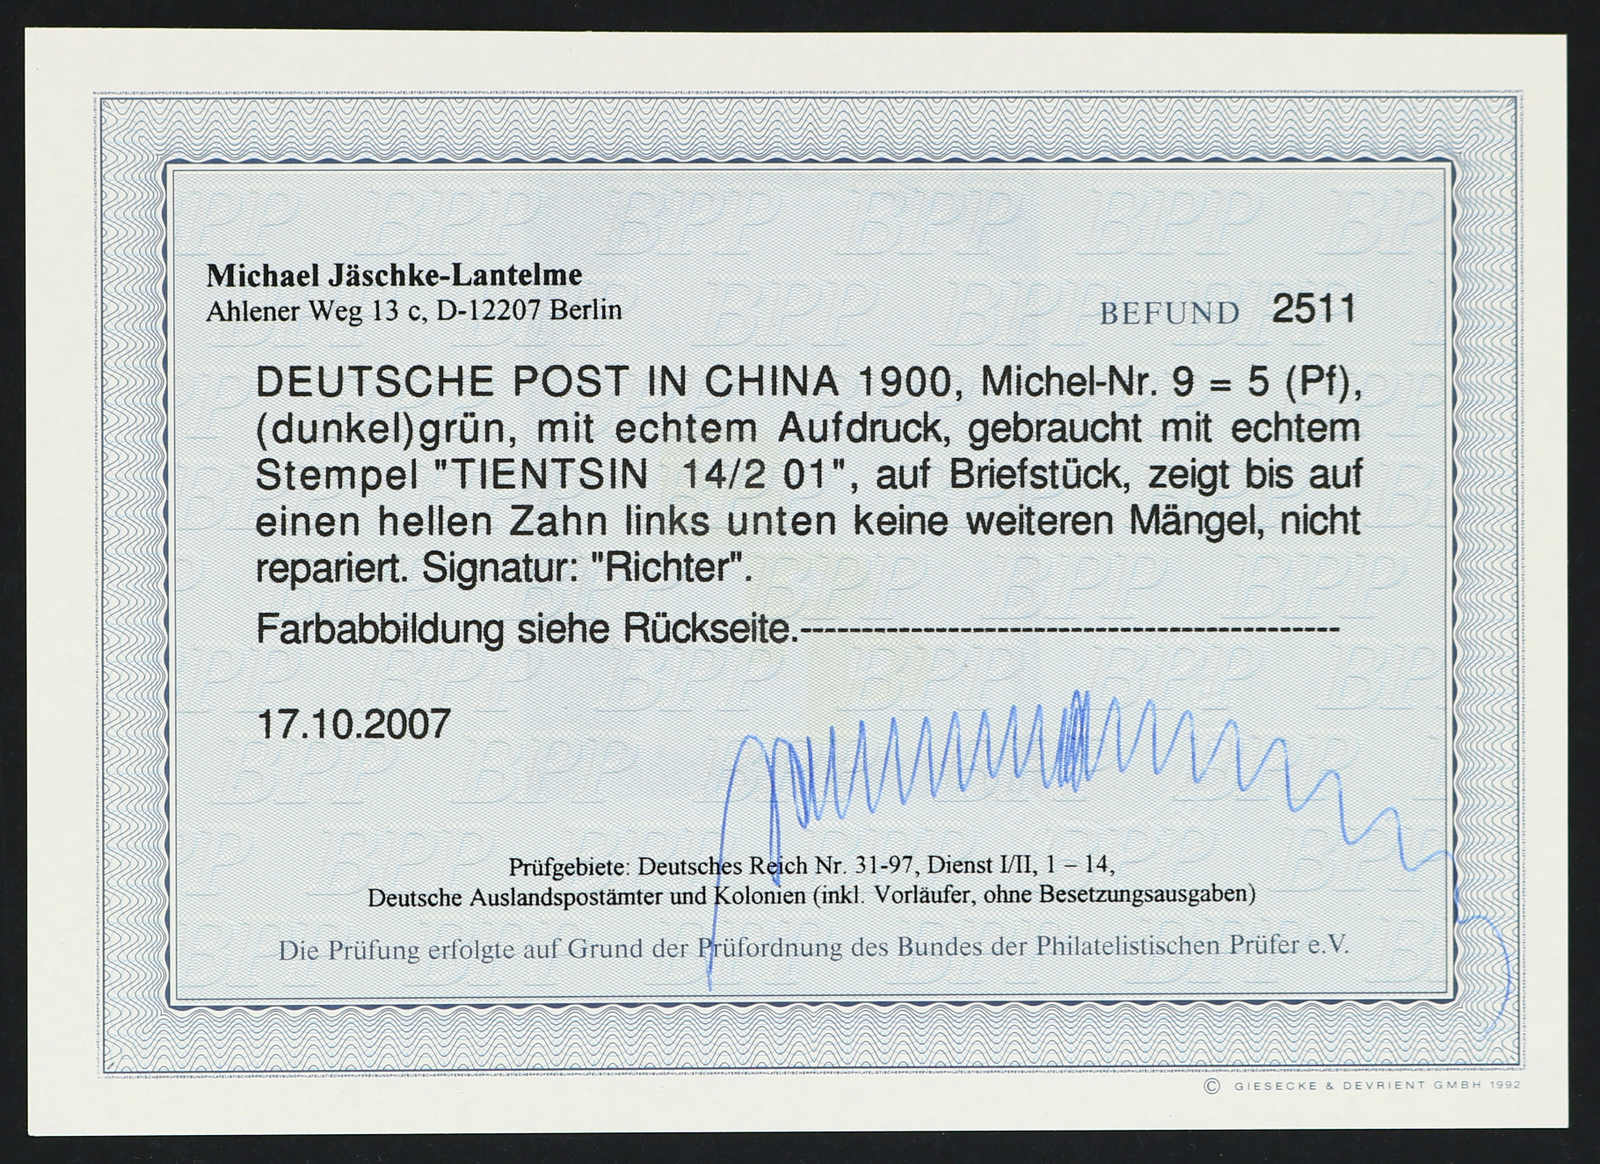 Michael Jäschke-Lantelme
Ahlener Weg 13 c, D-12207 Berlin
BEFUND 2511
DEUTSCHE POST IN CHINA 1900, Michel-Nr. 9 = 5 (Pf),
(dunkel)grün, mit echtem Aufdruck, gebraucht mit echtem
Stempel "TIENTSIN 14/2 01", auf Briefstück, zeigt bis auf
einen hellen Zahn links unten keine weiteren Mängel, nicht
repariert. Signatur: "Richter".
Farbabbildung siehe Rückseite.--------------------------------------------
17.10.2007
Prüfgebiete: Deutsches Reich Nr. 31-97, Dienst I/II, 1 – 14,
Deutsche Auslandspostämter und Kolonien (inkl. Vorläufer, ohne Besetzungsausgaben)
Die Prüfung erfolgte auf Grund der Prüfordnung des Bundes der Philatelistischen Prüfer e.V.
© GIESECKE & DEVRIENT GMBH 1992